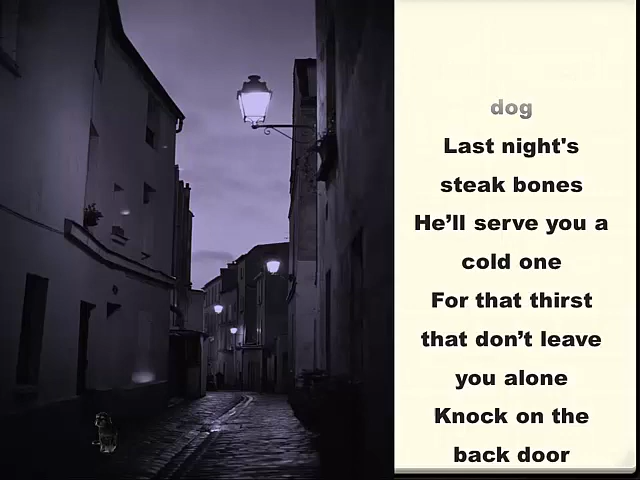 dog
Last night's
steak bones
He’ll serve you a
cold one
For that thirst
that don’t leave
you alone
Knock on the
back door